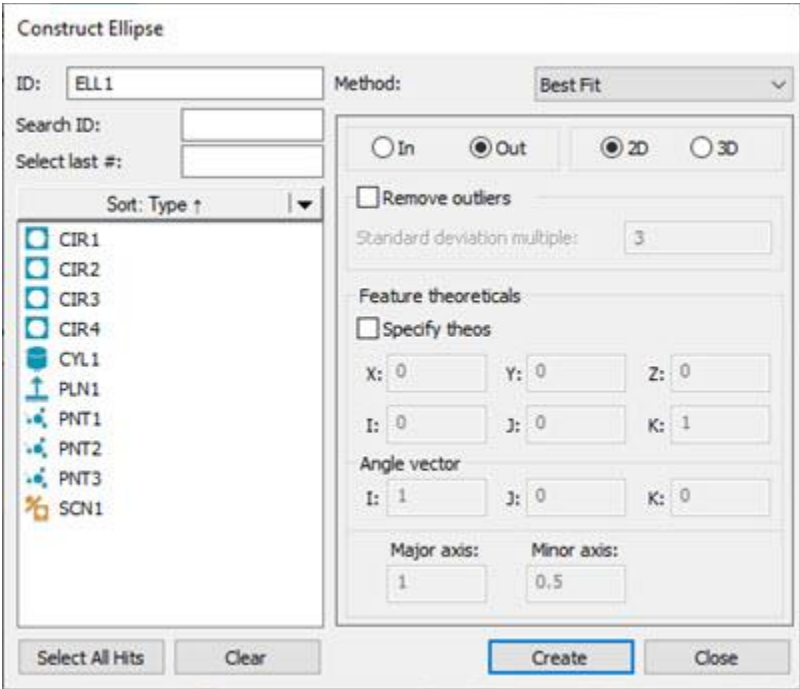 Construct Ellipse
ID: ELL1
Method: Best Fit
Search ID:
Select last #:
In Out 2D 3D
Sort: Type ↑
Remove outliers
Standard deviation multiple: 3
CIR1
CIR2
CIR3
CIR4
CYL1
PLN1
PNT1
PNT2
PNT3
SCN1
Feature theoreticals
Specify theos
X: 0 Y: 0 Z: 0
I: 0 J: 0 K: 1
Angle vector
I: 1 J: 0 K: 0
Major axis: Minor axis:
1 0.5
Select All Hits Clear Create Close